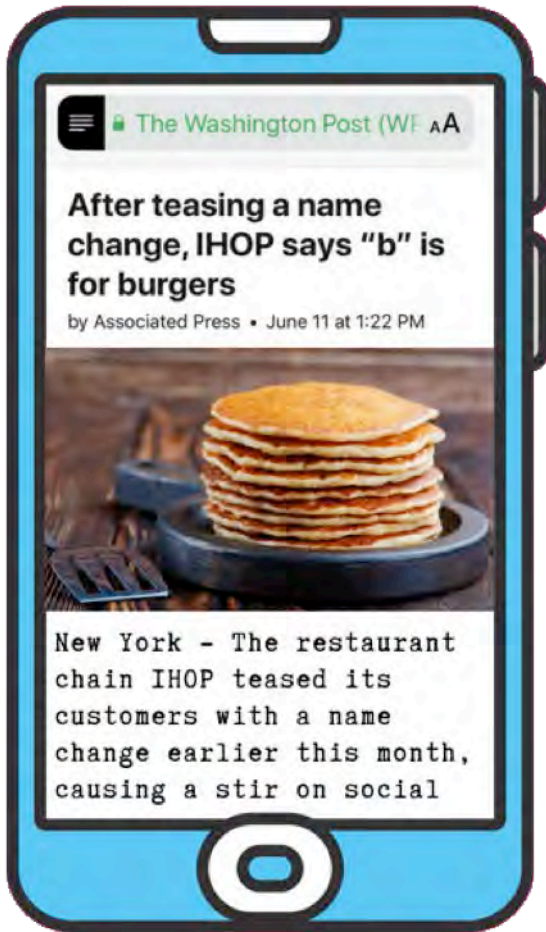 The Washington Post (WP AA
After teasing a name
change, IHOP says “b” is
for burgers
by Associated Press • June 11 at 1:22 PM
New York – The restaurant
chain IHOP teased its
customers with a name
change earlier this month,
causing a stir on social